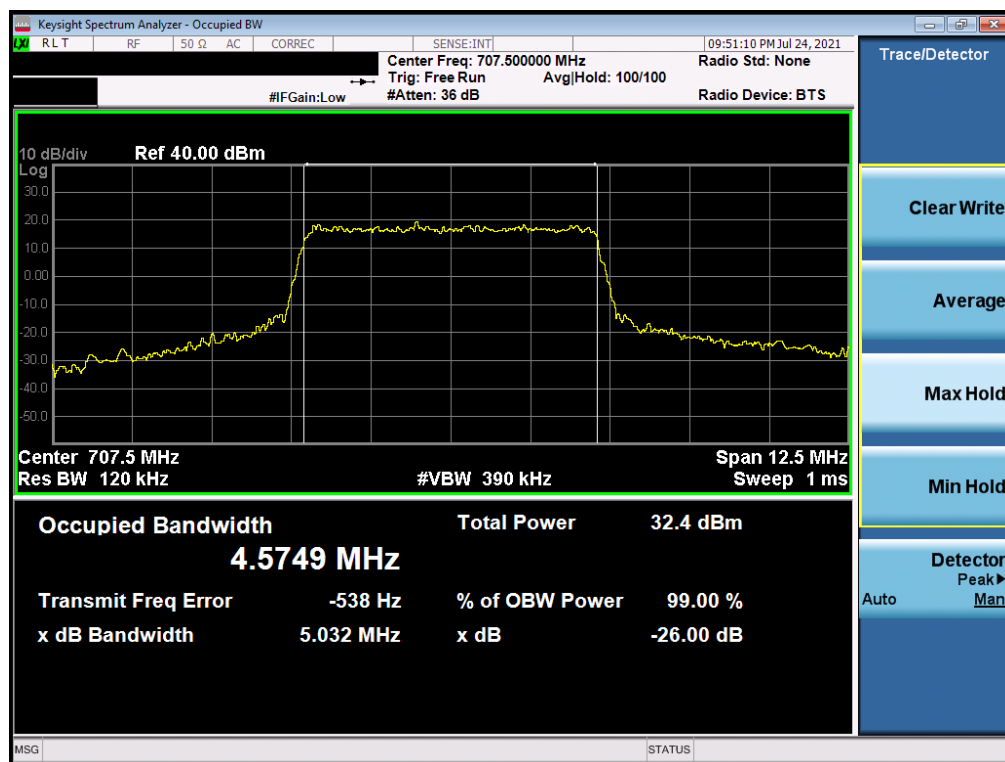 Keysight Spectrum Analyzer - Occupied BW
LXI RLT RF 50 Ω AC CORREC SENSE:INT 09:51:10 PM Jul 24, 2021
Center Freq: 707.500000 MHz Radio Std: None
Trig: Free Run Avg|Hold: 100/100
#IFGain:Low #Atten: 36 dB Radio Device: BTS
10 dB/div Ref 40.00 dBm
Log
30.0
20.0
10.0
0.00
-10.0
-20.0
-30.0
-40.0
-50.0
Center 707.5 MHz Span 12.5 MHz
Res BW 120 kHz #VBW 390 kHz Sweep 1 ms
Occupied Bandwidth Total Power 32.4 dBm
4.5749 MHz
Transmit Freq Error -538 Hz % of OBW Power 99.00 %
x dB Bandwidth 5.032 MHz x dB -26.00 dB
MSG STATUS
Trace/Detector
Clear Write
Average
Max Hold
Min Hold
Detector
Peak▶
Auto Man